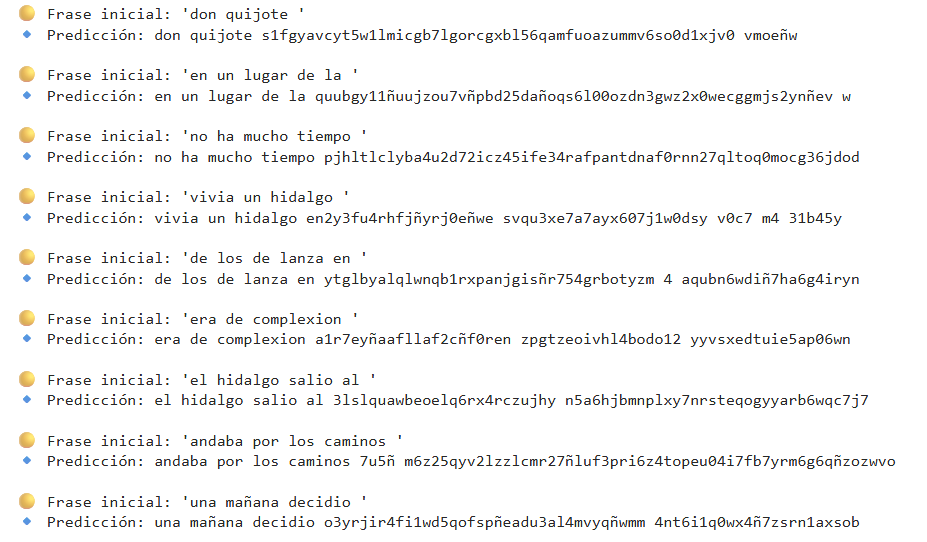 Frase inicial: 'don quijote '
Predicción: don quijote s1fgyavcyt5w1lmicgb7lgorcgxbl56qamfuoazummv6so0d1xjv0 vmoeñw
Frase inicial: 'en un lugar de la '
Predicción: en un lugar de la quubgy11ñuujzou7vñpbd25dañoqs6l00ozdn3gwz2x0wecggmjs2ynñev w
Frase inicial: 'no ha mucho tiempo '
Predicción: no ha mucho tiempo pjhltlclyba4u2d72icz45ife34rafpantdnaf0rnn27qltoq0mocg36jdod
Frase inicial: 'vivia un hidalgo '
Predicción: vivia un hidalgo en2y3fu4rhfjñyrj0eñwe svqu3xe7a7ayx607j1w0dsy v0c7 m4 31b45y
Frase inicial: 'de los de lanza en '
Predicción: de los de lanza en ytglbyalqlwnqb1rxpanjgisñr754grbotyzm 4 aqubn6wdiñ7ha6g4iryn
Frase inicial: 'era de complexion '
Predicción: era de complexion a1r7eyñaafllaf2cñf0ren zpgtzeoivhl4bodo12 yyvsxedtuie5ap06wn
Frase inicial: 'el hidalgo salio al '
Predicción: el hidalgo salio al 3lslquawbeoelq6rx4rczujhy n5a6hjbmnplxy7nrsteqogyyarb6wqc7j7
Frase inicial: 'andaba por los caminos '
Predicción: andaba por los caminos 7u5ñ m6z25qyv2lzzlcmr27ñluf3pri6z4topeu04i7fb7yrm6g6qñzozwvo
Frase inicial: 'una mañana decidio '
Predicción: una mañana decidio o3yrjir4fi1wd5qofspñeadu3al4mvyqñwmm 4nt6i1q0wx4ñ7zsrn1axsob